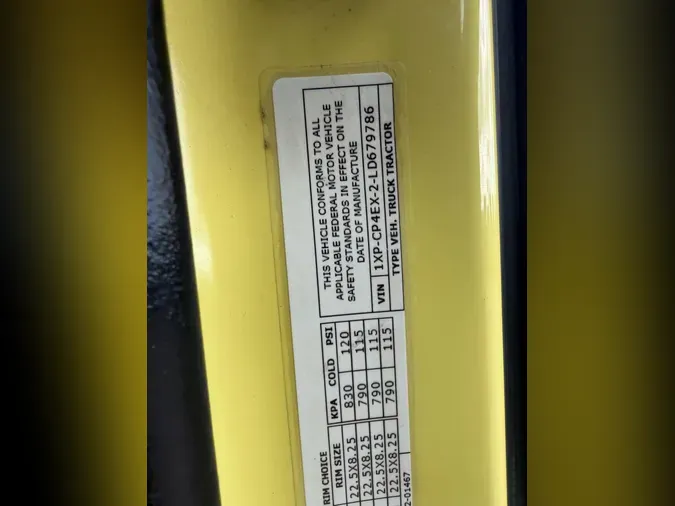 THIS VEHICLE CONFORMS TO ALL
APPLICABLE FEDERAL MOTOR VEHICLE
SAFETY STANDARDS IN EFFECT ON THE
DATE OF MANUFACTURE
VIN 1XP-CP4EX-2-LD679786
TYPE VEH. TRUCK TRACTOR
RIM CHOICE
RIM SIZE KPA COLD PSI
22.5X8.25 830 120
22.5X8.25 790 115
22.5X8.25 790 115
22.5X8.25 790 115
2-01467